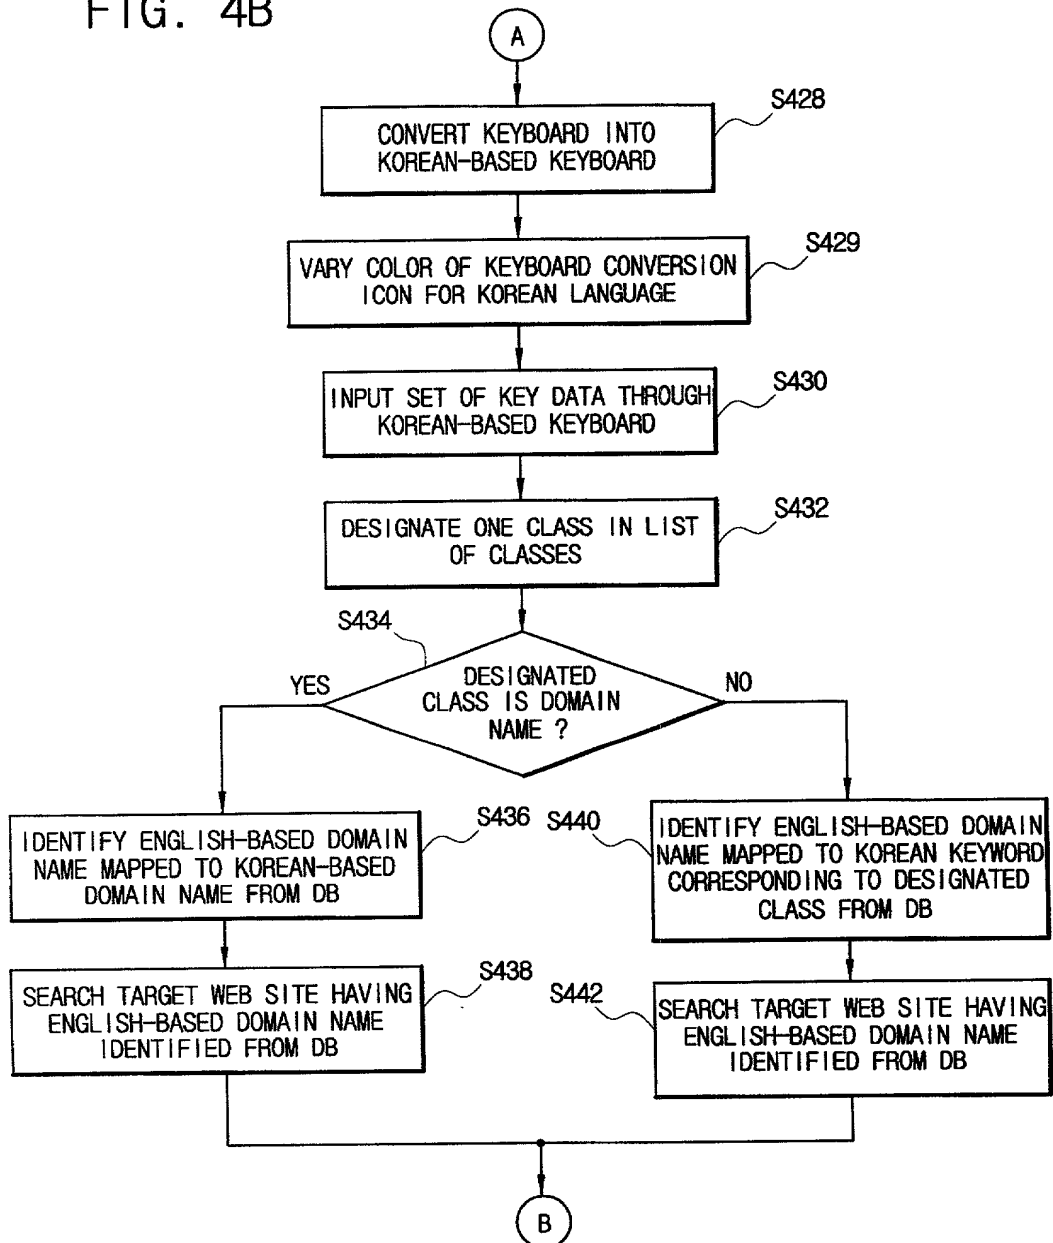 FIG. 4B
A
S428
CONVERT KEYBOARD INTO
KOREAN-BASED KEYBOARD
S429
VARY COLOR OF KEYBOARD CONVERSION
ICON FOR KOREAN LANGUAGE
S430
INPUT SET OF KEY DATA THROUGH
KOREAN-BASED KEYBOARD
S432
DESIGNATE ONE CLASS IN LIST
OF CLASSES
S434
DESIGNATED
CLASS IS DOMAIN
NAME ?
YES
NO
S436
IDENTIFY ENGLISH-BASED DOMAIN
NAME MAPPED TO KOREAN-BASED
DOMAIN NAME FROM DB
S440
IDENTIFY ENGLISH-BASED DOMAIN
NAME MAPPED TO KOREAN KEYWORD
CORRESPONDING TO DESIGNATED
CLASS FROM DB
S438
SEARCH TARGET WEB SITE HAVING
ENGLISH-BASED DOMAIN NAME
IDENTIFIED FROM DB
S442
SEARCH TARGET WEB SITE HAVING
ENGLISH-BASED DOMAIN NAME
IDENTIFIED FROM DB
B